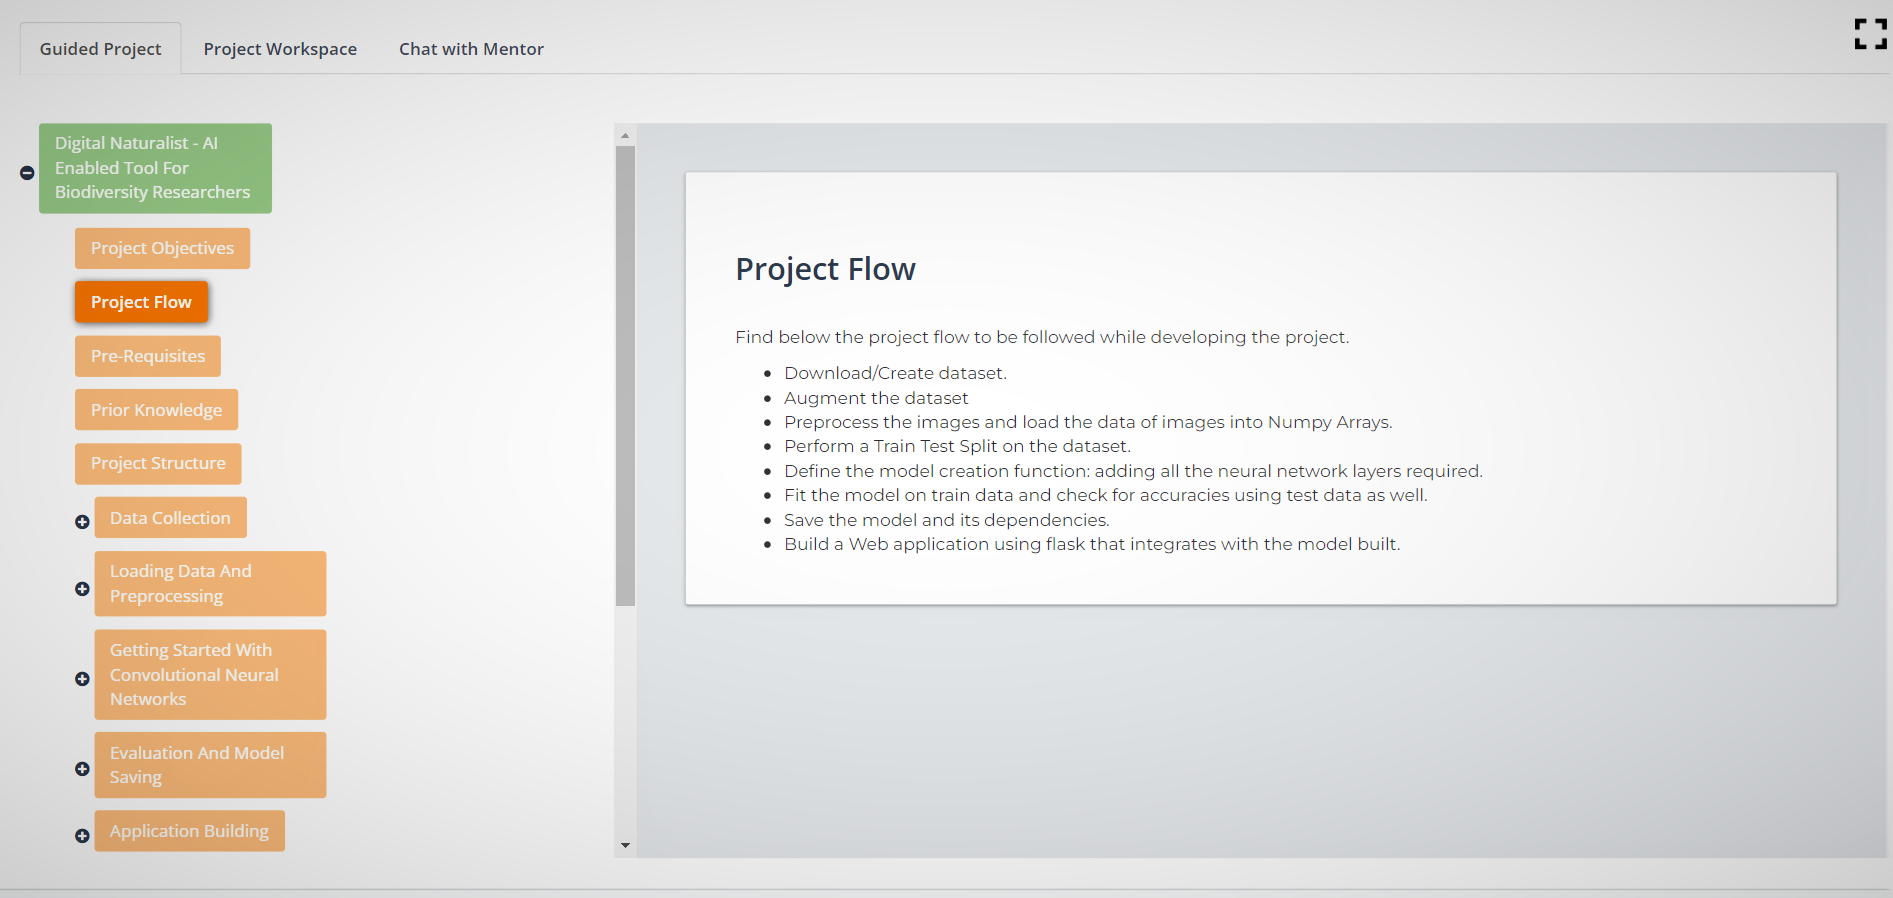 Guided Project
Project Workspace
Chat with Mentor
Digital Naturalist - AI
Enabled Tool For
Biodiversity Researchers
Project Objectives
Project Flow
Pre-Requisites
Prior Knowledge
Project Structure
Data Collection
Loading Data And
Preprocessing
Getting Started With
Convolutional Neural
Networks
Evaluation And Model
Saving
Application Building
Project Flow
Find below the project flow to be followed while developing the project.
• Download/Create dataset.
• Augment the dataset
• Preprocess the images and load the data of images into Numpy Arrays.
• Perform a Train Test Split on the dataset.
• Define the model creation function: adding all the neural network layers required.
• Fit the model on train data and check for accuracies using test data as well.
• Save the model and its dependencies.
• Build a Web application using flask that integrates with the model built.